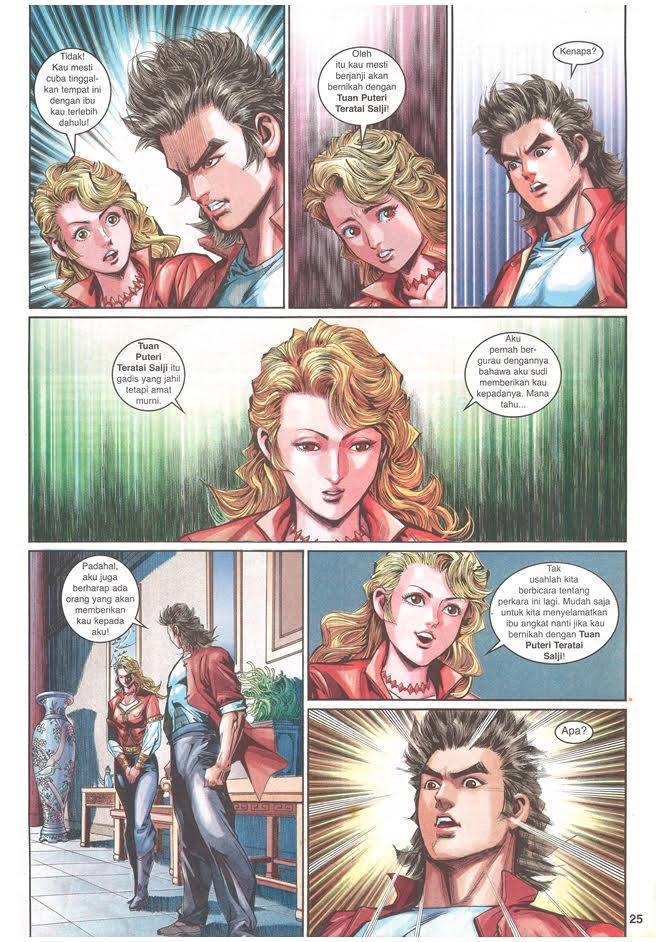 Tidak!
Kau mesti
cuba tinggal-
kan tempat ini
dengan ibu
kau terlebih
dahulu!
Oleh
itu kau mesti
berjanji akan
bernikah dengan
Tuan Puteri
Teratai Salji!
Kenapa?
Tuan
Puteri
Teratai Salji itu
gadis yang jahil
tetapi amat
murni.
Aku
pernah ber-
gurau dengannya
bahawa aku sudi
memberikan kau
kepadanya. Mana
tahu...
Padahal,
aku juga
berharap ada
orang yang akan
memberikan
kau kepada
aku!
Tak
usahlah kita
berbicara tentang
perkara ini lagi. Mudah saja
untuk kita menyelamatkan
ibu angkat nanti jika kau
bernikah dengan Tuan
Puteri Teratai
Salji!
Apa?
25